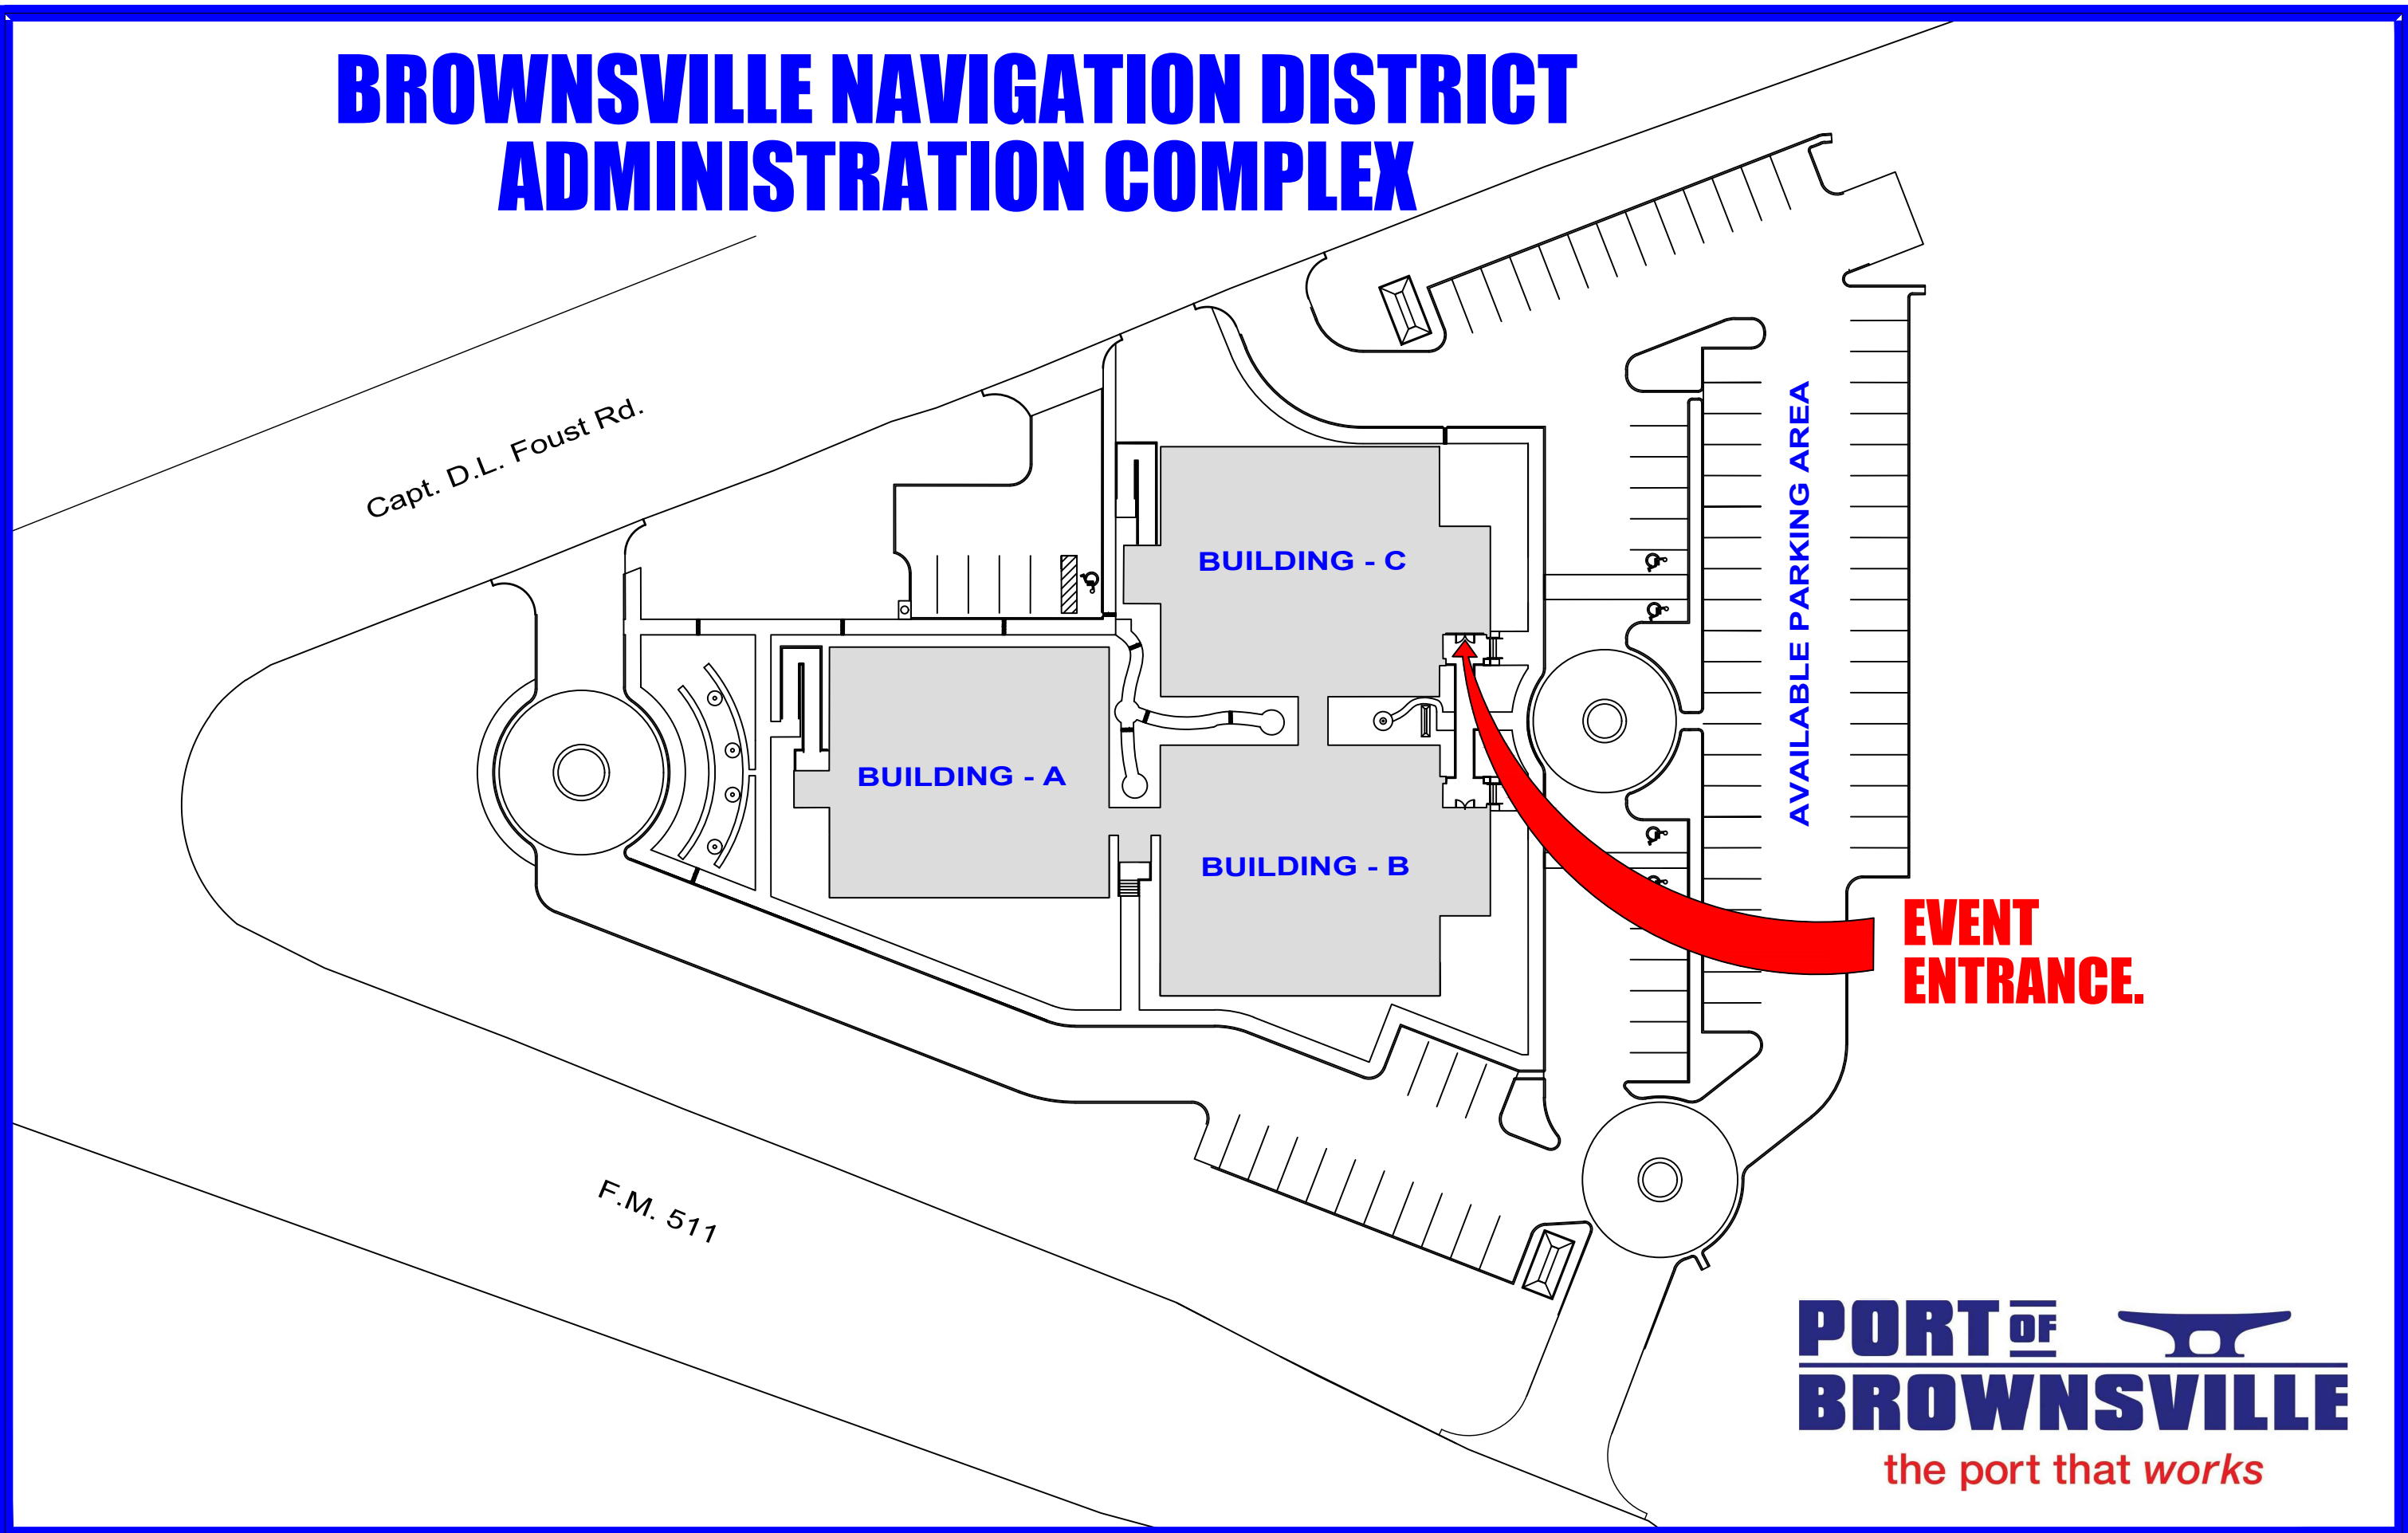 BROWNSVILLE NAVIGATION DISTRICT
ADMINISTRATION COMPLEX
Capt. D.L. Foust Rd.
BUILDING - C
AVAILABLE PARKING AREA
BUILDING - A
BUILDING - B
EVENT
ENTRANCE.
F.M. 511
PORT OF
BROWNSVILLE
the port that works